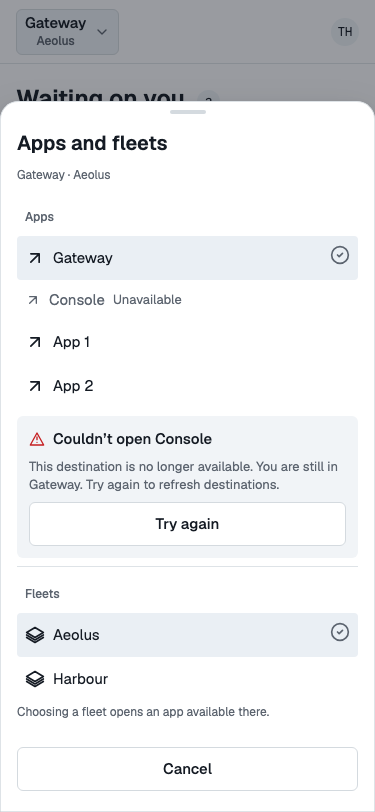 Gateway
Aeolus
TH
Waiting on you
Apps and fleets
Gateway · Aeolus
Apps
Gateway
Console Unavailable
App 1
App 2
Couldn’t open Console
This destination is no longer available. You are still in
Gateway. Try again to refresh destinations.
Try again
Fleets
Aeolus
Harbour
Choosing a fleet opens an app available there.
Cancel